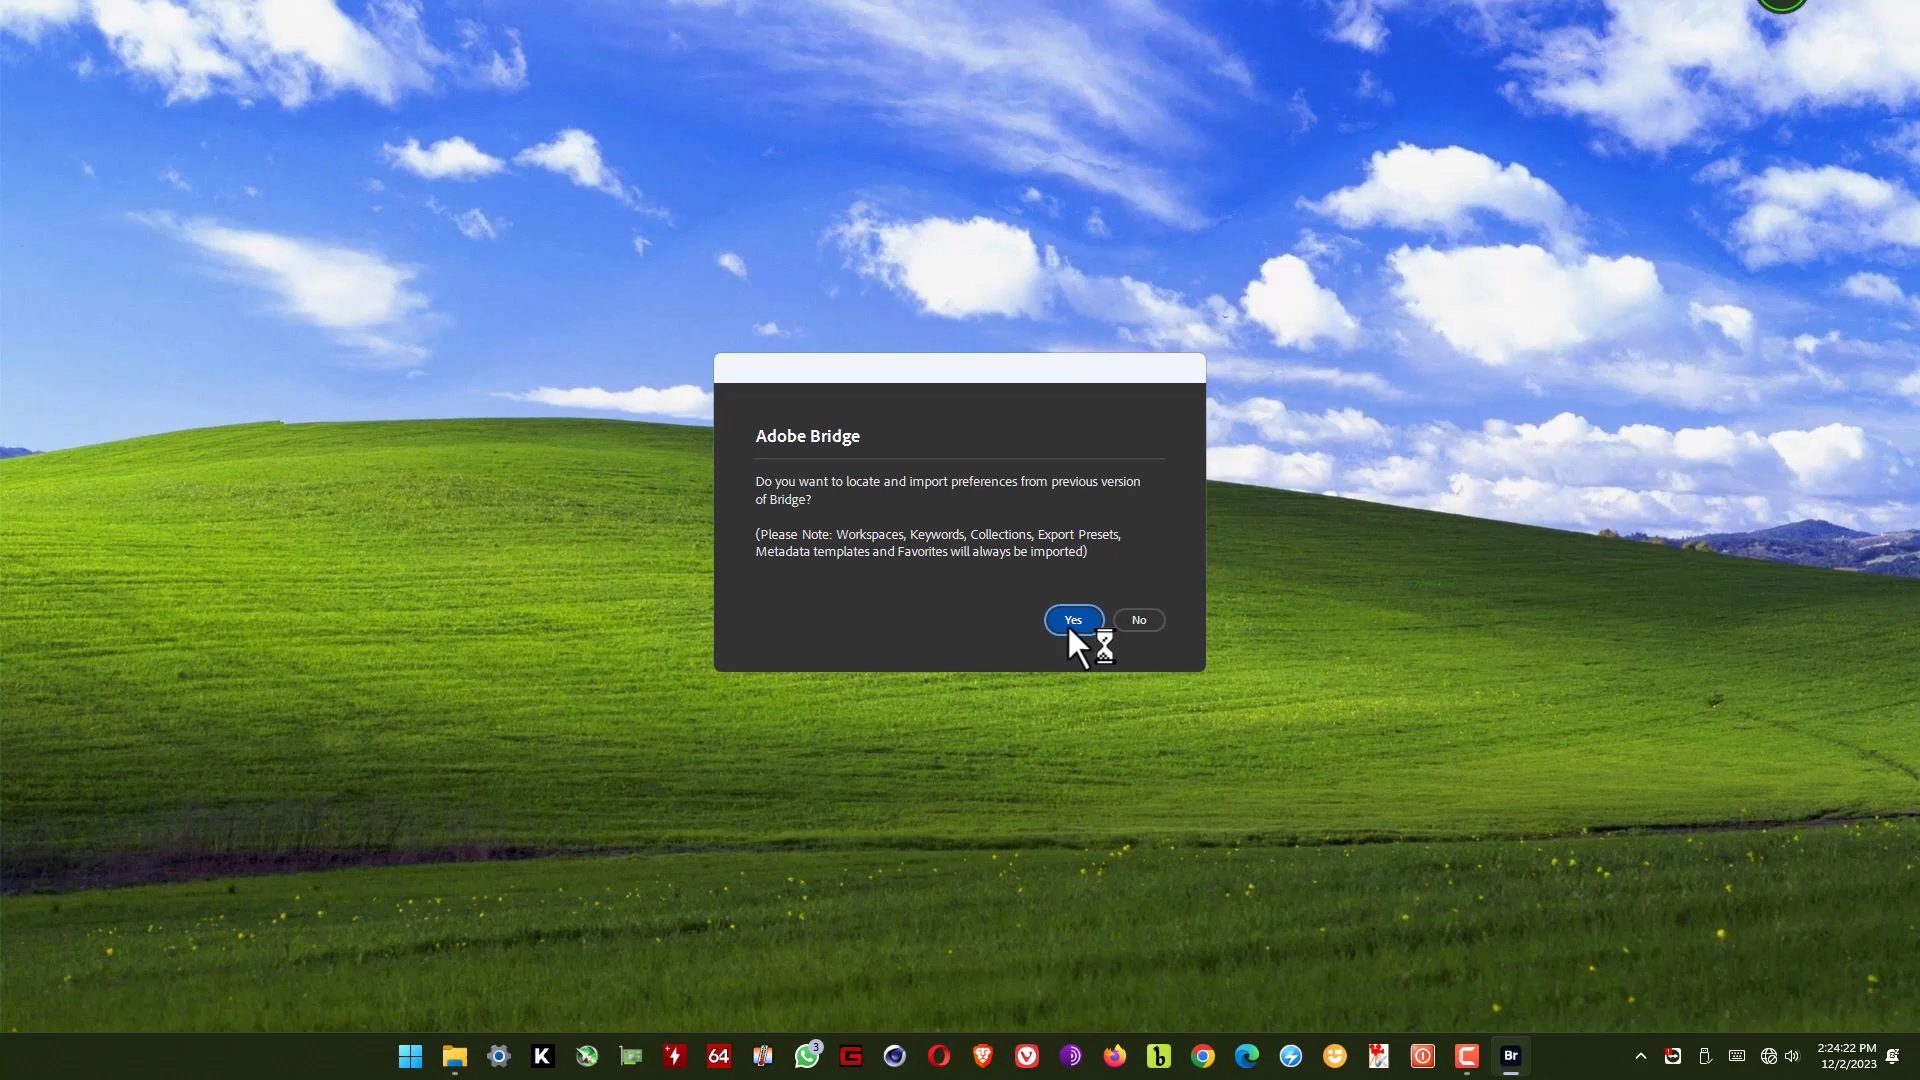 Adobe Bridge
Do you want to locate and import preferences from previous version
of Bridge?
(Please Note: Workspaces, Keywords, Collections, Export Presets,
Metadata templates and Favorites will always be imported)
Yes No
K
64
3
Br
2:24:22 PM
12/2/2023